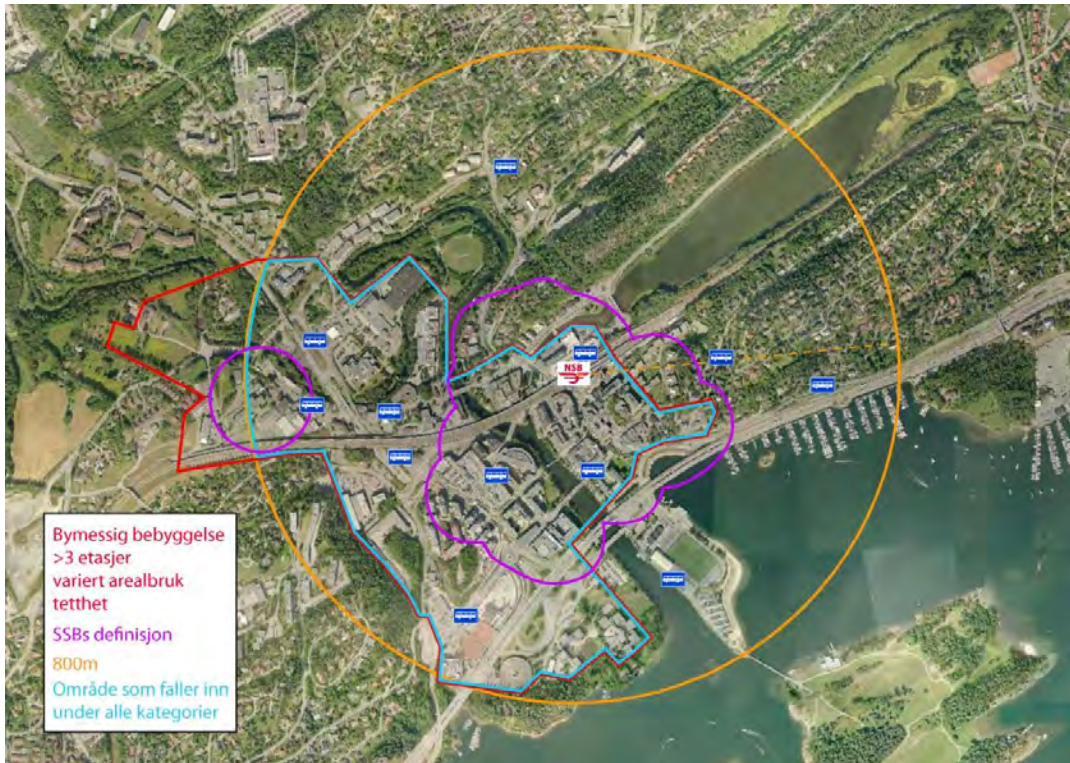 NSB
Bymessig bebyggelse
>3 etasjer
variert arealbruk
tetthet
SSBs definisjon
800m
Område som faller inn
under alle kategorier